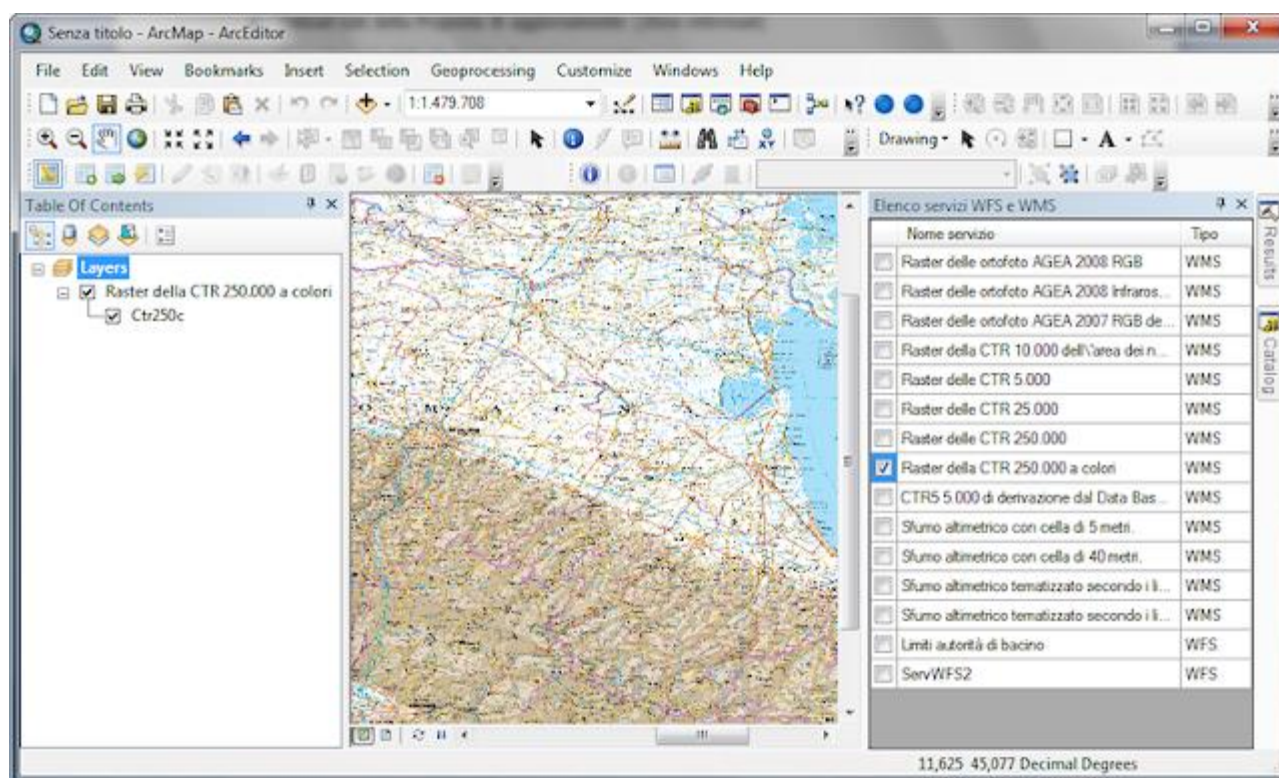 Senza titolo - ArcMap - ArcEditor
File Edit View Bookmarks Insert Selection Geoprocessing Customize Windows Help
1:1.479.708
Drawing
Table Of Contents
Layers
Raster della CTR 250.000 a colori
Ctr250c
Elenco servizi WFS e WMS
Nome servizio Tipo
Raster delle ortofoto AGEA 2008 RGB WMS
Raster delle ortofoto AGEA 2008 Infraros... WMS
Raster delle ortofoto AGEA 2007 RGB de... WMS
Raster della CTR 10.000 dell\'area dei n... WMS
Raster delle CTR 5.000 WMS
Raster delle CTR 25.000 WMS
Raster delle CTR 250.000 WMS
Raster della CTR 250.000 a colori WMS
CTR5 5.000 di derivazione dal Data Bas... WMS
Sfumo altimetrico con cella di 5 metri. WMS
Sfumo altimetrico con cella di 40 metri. WMS
Sfumo altimetrico tematizzato secondo i li... WMS
Sfumo altimetrico tematizzato secondo i li... WMS
Limiti autorità di bacino WFS
ServWFS2 WFS
Results
Catalog
11,625 45,077 Decimal Degrees